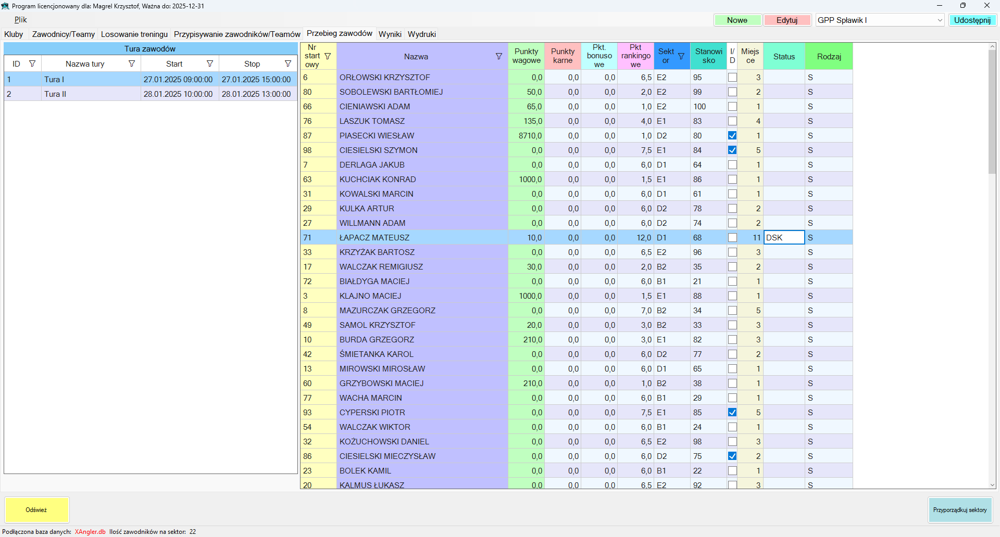 Program licencjonowany dla: Magrel Krzysztof, Ważna do: 2025-12-31
Plik
Nowe Edytuj GPP Spławik I Udostępnij
Kluby Zawodnicy/Teamy Losowanie treningu Przypisywanie zawodników/Teamów Przebieg zawodów Wyniki Wydruki
Tura zawodów
ID Nazwa tury Start Stop
1 Tura I 27.01.2025 09:00:00 27.01.2025 15:00:00
2 Tura II 28.01.2025 10:00:00 28.01.2025 13:00:00
Nr startowy Nazwa Punkty wagowe Punkty karne Pkt. bonusowe Pkt rankingowe Sektor Stanowisko I/D Miejsce Status Rodzaj
6 ORŁOWSKI KRZYSZTOF 0,0 0,0 0,0 6,5 E2 95 3 S
80 SOBOLEWSKI BARTŁOMIEJ 50,0 0,0 0,0 2,0 E2 99 2 S
66 CIENIAWSKI ADAM 65,0 0,0 0,0 1,0 E2 100 1 S
76 LASZUK TOMASZ 135,0 0,0 0,0 4,0 E1 83 4 S
87 PIASECKI WIESŁAW 8710,0 0,0 0,0 1,0 D2 80 1 S
98 CIESIELSKI SZYMON 0,0 0,0 0,0 7,5 E1 84 5 S
7 DERLAGA JAKUB 0,0 0,0 0,0 6,0 D1 64 1 S
63 KUCHCIAK KONRAD 1000,0 0,0 0,0 1,5 E1 86 1 S
31 KOWALSKI MARCIN 0,0 0,0 0,0 6,0 D1 61 1 S
29 KULKA ARTUR 0,0 0,0 0,0 6,0 D2 78 2 S
27 WILLMANN ADAM 0,0 0,0 0,0 6,0 D2 74 2 S
71 ŁAPACZ MATEUSZ 10,0 0,0 0,0 12,0 D1 68 11 DSK S
33 KRZYŻAK BARTOSZ 0,0 0,0 0,0 6,5 E2 96 3 S
17 WALCZAK REMIGIUSZ 30,0 0,0 0,0 2,0 B2 35 2 S
72 BIAŁDYGA MACIEJ 0,0 0,0 0,0 6,0 B1 21 1 S
3 KLAJNO MACIEJ 1000,0 0,0 0,0 1,5 E1 88 1 S
8 MAZURCZAK GRZEGORZ 0,0 0,0 0,0 7,0 B2 34 5 S
49 SAMOL KRZYSZTOF 20,0 0,0 0,0 3,0 B2 33 3 S
10 BURDA GRZEGORZ 210,0 0,0 0,0 3,0 E1 82 3 S
42 ŚMIETANKA KAROL 0,0 0,0 0,0 6,0 D2 77 2 S
13 MIROWSKI MIROSŁAW 0,0 0,0 0,0 6,0 D1 65 1 S
60 GRZYBOWSKI MACIEJ 210,0 0,0 0,0 1,0 B2 38 1 S
77 WACHA MARCIN 0,0 0,0 0,0 6,0 B1 29 1 S
93 CYPERSKI PIOTR 0,0 0,0 0,0 7,5 E1 85 5 S
54 WALCZAK WIKTOR 0,0 0,0 0,0 6,0 B1 24 1 S
32 KOŻUCHOWSKI DANIEL 0,0 0,0 0,0 6,5 E2 98 3 S
86 CIESIELSKI MIECZYSŁAW 0,0 0,0 0,0 6,0 D2 75 2 S
23 BOLEK KAMIL 0,0 0,0 0,0 6,0 B1 22 1 S
20 KALMUS ŁUKASZ 0,0 0,0 0,0 6,5 E2 92 3 S
Odśwież Przyporządkuj sektory
Podłączona baza danych: XAngler.db Ilość zawodników na sektor: 22